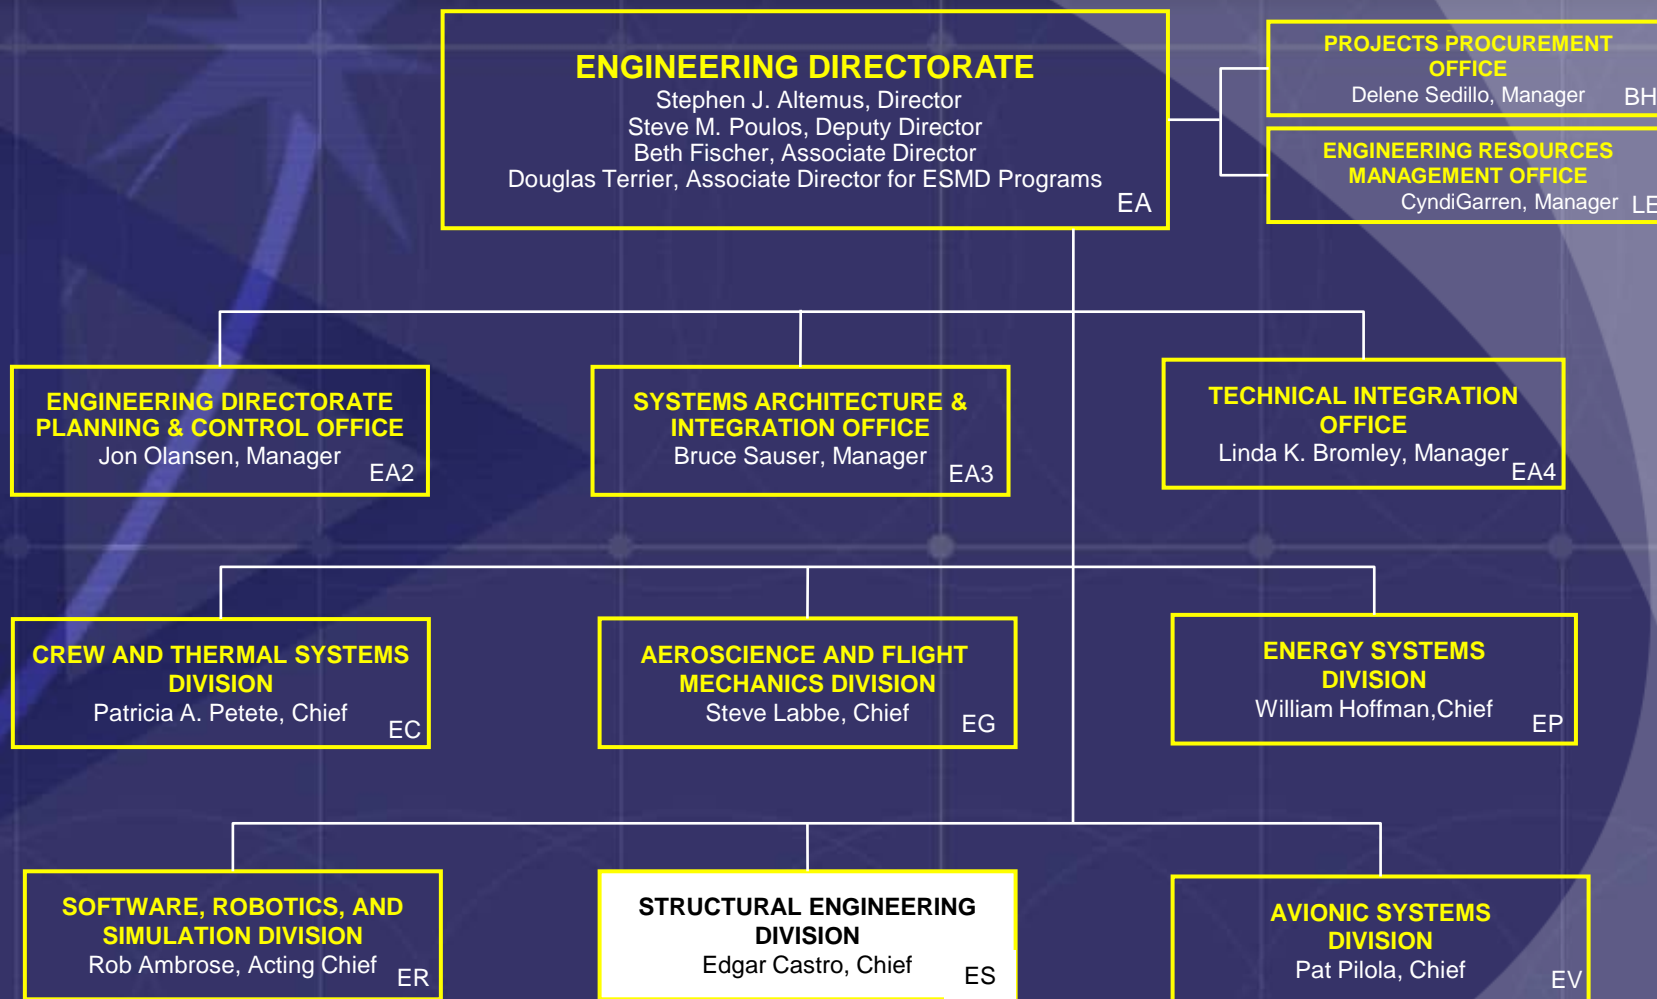 ENGINEERING DIRECTORATE
Stephen J. Altemus, Director
Steve M. Poulos, Deputy Director
Beth Fischer, Associate Director
Douglas Terrier, Associate Director for ESMD Programs
EA
PROJECTS PROCUREMENT
OFFICE
Delene Sedillo, Manager BH
ENGINEERING RESOURCES
MANAGEMENT OFFICE
CyndiGarren, Manager LE
ENGINEERING DIRECTORATE
PLANNING & CONTROL OFFICE
Jon Olansen, Manager
EA2
SYSTEMS ARCHITECTURE &
INTEGRATION OFFICE
Bruce Sauser, Manager
EA3
TECHNICAL INTEGRATION
OFFICE
Linda K. Bromley, Manager
EA4
CREW AND THERMAL SYSTEMS
DIVISION
Patricia A. Petete, Chief
EC
AEROSCIENCE AND FLIGHT
MECHANICS DIVISION
Steve Labbe, Chief
EG
ENERGY SYSTEMS
DIVISION
William Hoffman,Chief
EP
SOFTWARE, ROBOTICS, AND
SIMULATION DIVISION
Rob Ambrose, Acting Chief
ER
STRUCTURAL ENGINEERING
DIVISION
Edgar Castro, Chief
ES
AVIONIC SYSTEMS
DIVISION
Pat Pilola, Chief
EV